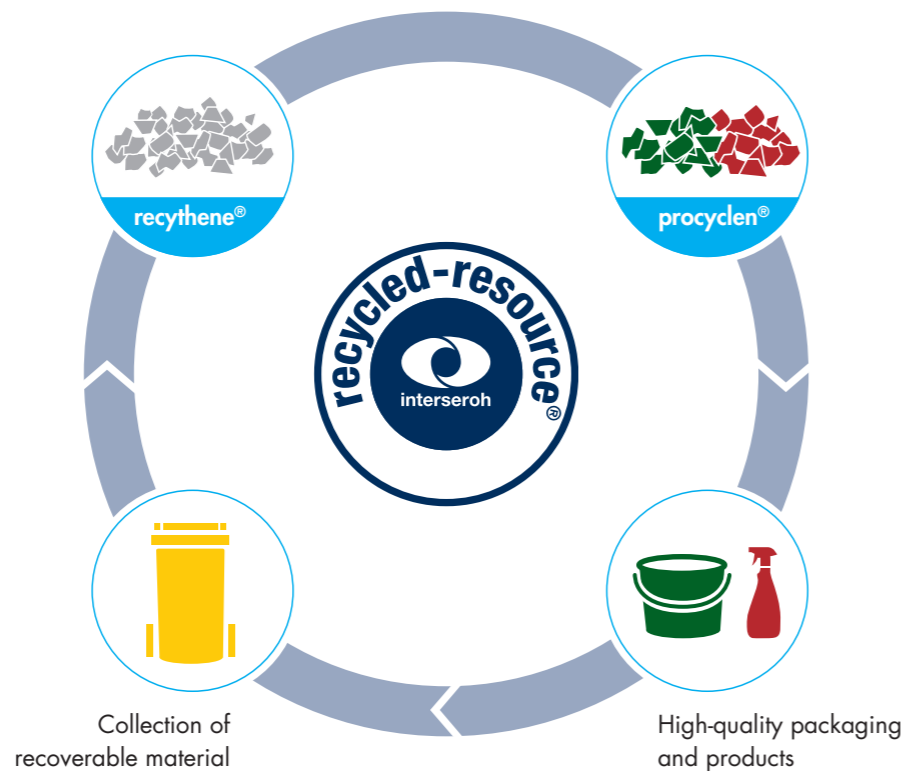 recythene®
procyclen®
recycled-resource®
interseroh
Collection of
recoverable material
High-quality packaging
and products